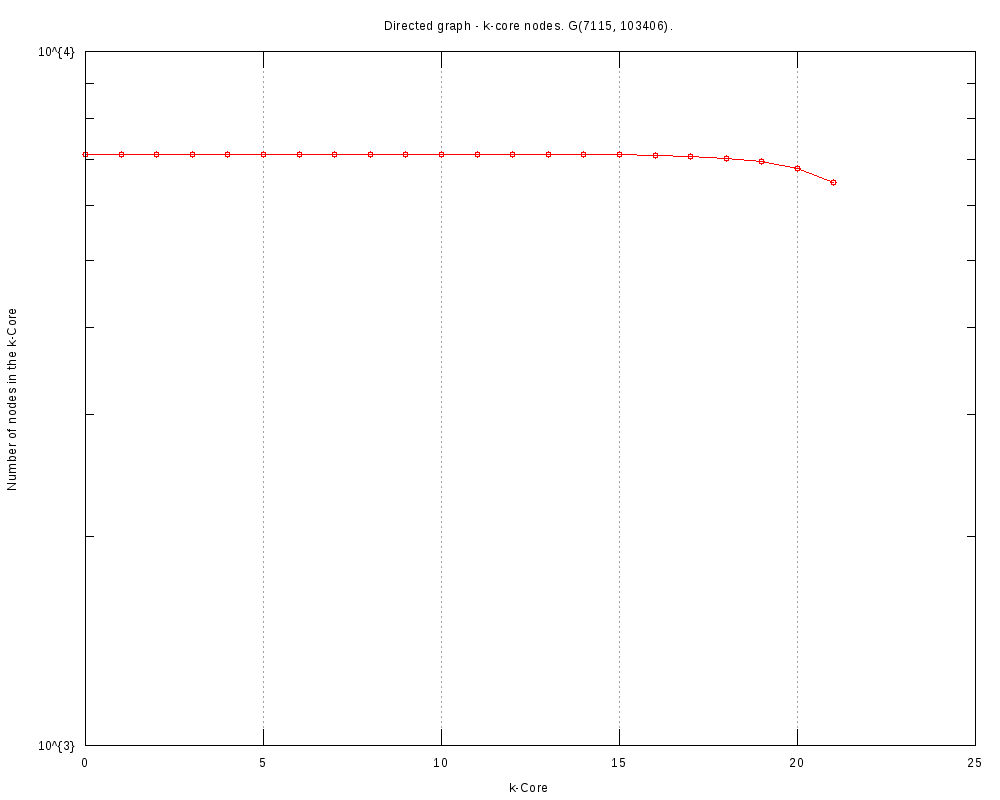 Directed graph - k-core nodes. G(7115, 103406).
10^{4}
Number of nodes in the k-Core
10^{3}
0 5 10 15 20 25
k-Core